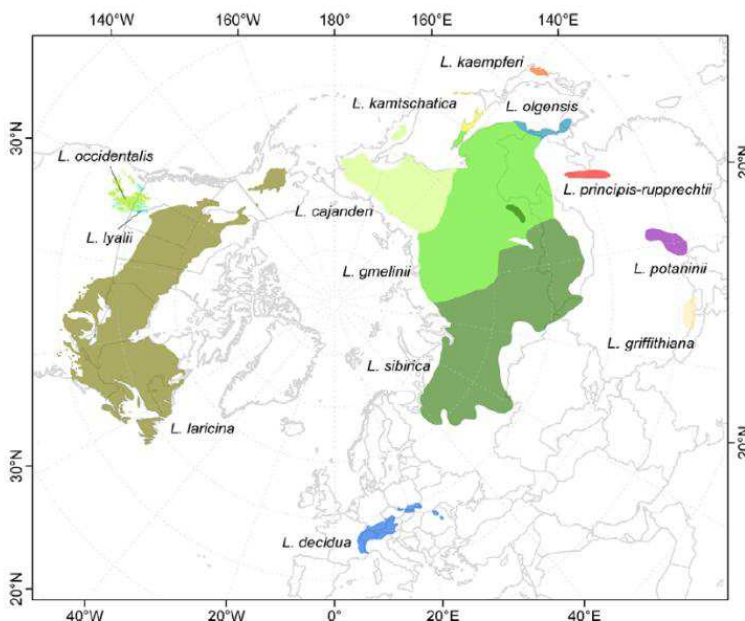 140°W 160°W 180° 160°E 140°E
L. kaempferi
L. kamtschatica
L. olgensis
30°N
20°N
L. occidentalis
L. principis-rupprechtii
L. cajanderi
L. lyalii
L. potaninii
L. gmelinii
L. griffithiana
L. sibirica
L. laricina
20°N
30°N
L. decidua
20°N
40°W 20°W 0° 20°E 40°E